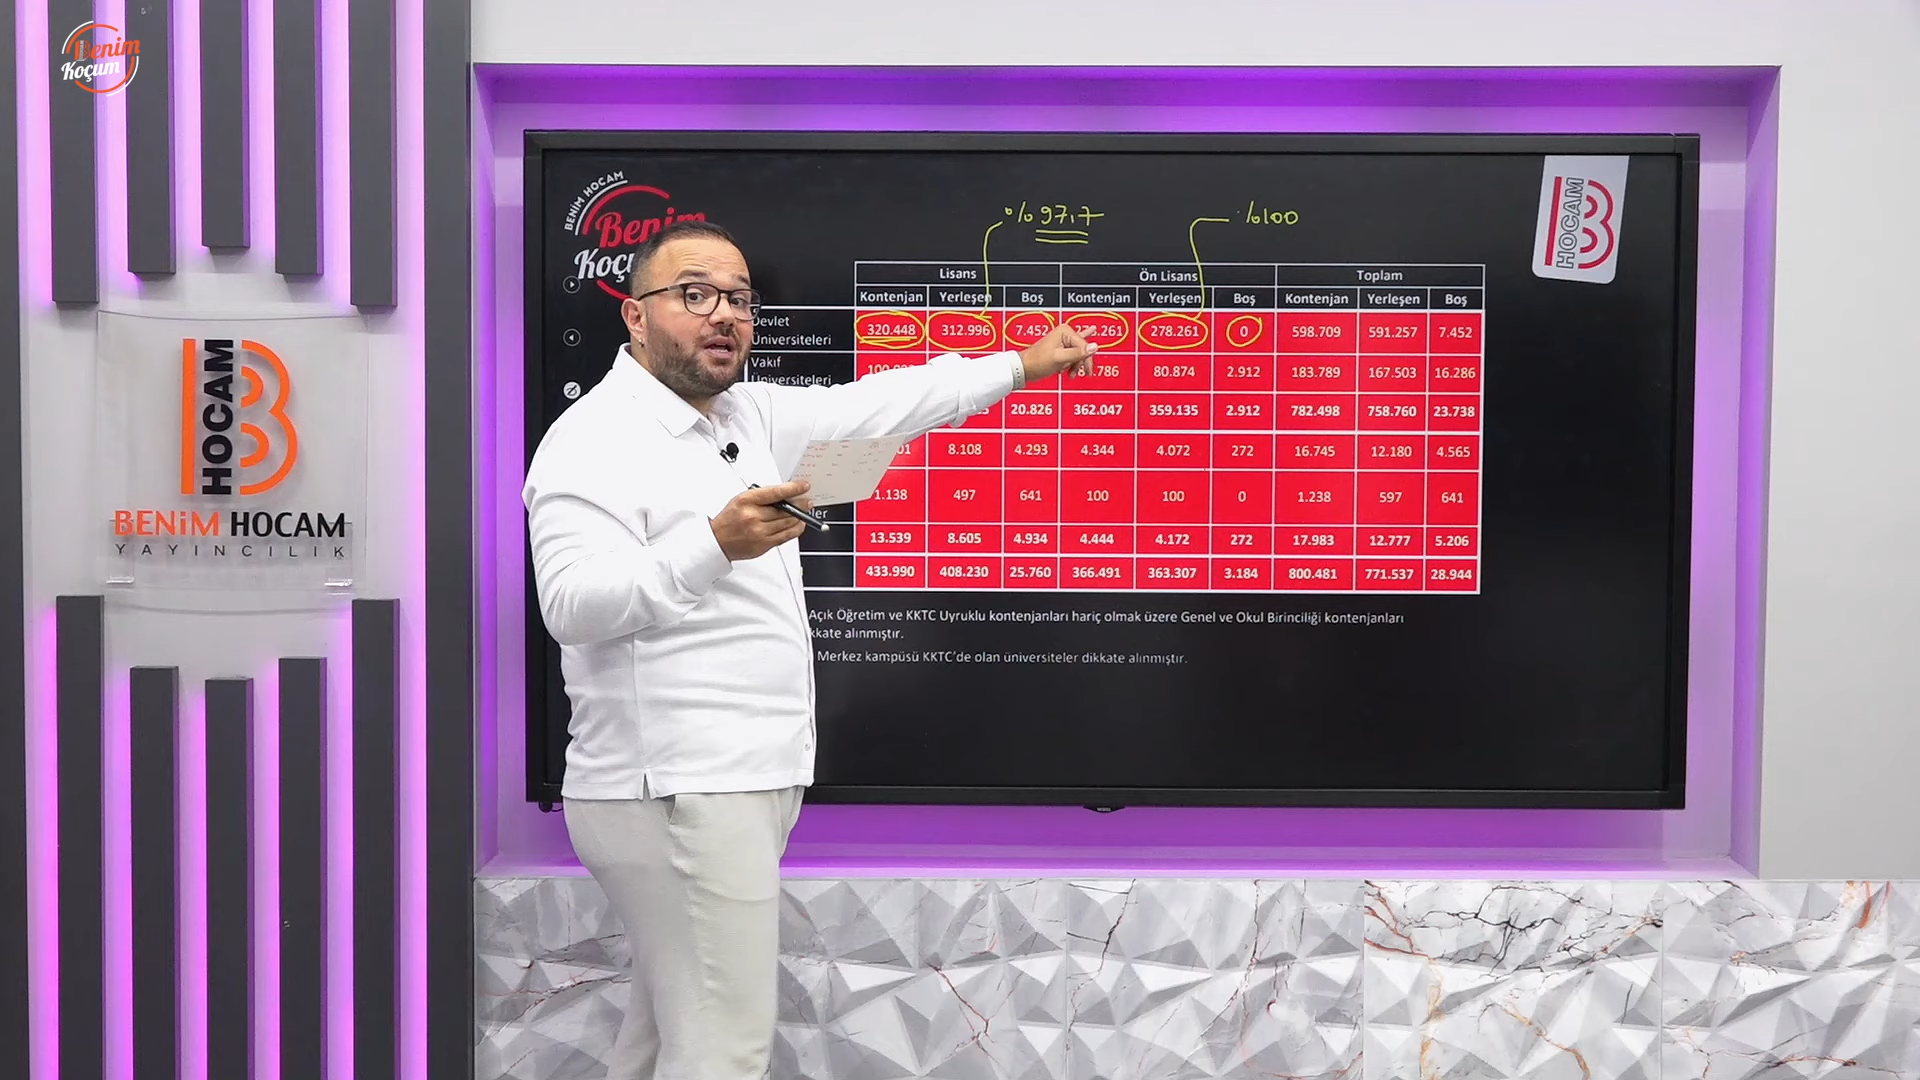 Benim
Koçum
BENİM HOCAM
Benim
HOCAM
B
%97,7
%100
Lisans Ön Lisans Toplam
Kontenjan Yerleşen Boş Kontenjan Yerleşen Boş Kontenjan Yerleşen Boş
Devlet
Üniversiteleri 320.448 312.996 7.452 278.261 278.261 0 598.709 591.257 7.452
Vakıf
Üniversiteleri 80.874 2.912 183.789 167.503 16.286
20.826 362.047 359.135 2.912 782.498 758.760 23.738
8.108 4.293 4.344 4.072 272 16.745 12.180 4.565
1.138 497 641 100 100 0 1.238 597 641
13.539 8.605 4.934 4.444 4.172 272 17.983 12.777 5.206
433.990 408.230 25.760 366.491 363.307 3.184 800.481 771.537 28.944
Açık Öğretim ve KKTC Uyruklu kontenjanları hariç olmak üzere Genel ve Okul Birinciliği kontenjanları
alınmıştır.
Merkez kampüsü KKTC'de olan üniversiteler dikkate alınmıştır.
HOCAM
B
BENİM HOCAM
YAYINCILIK